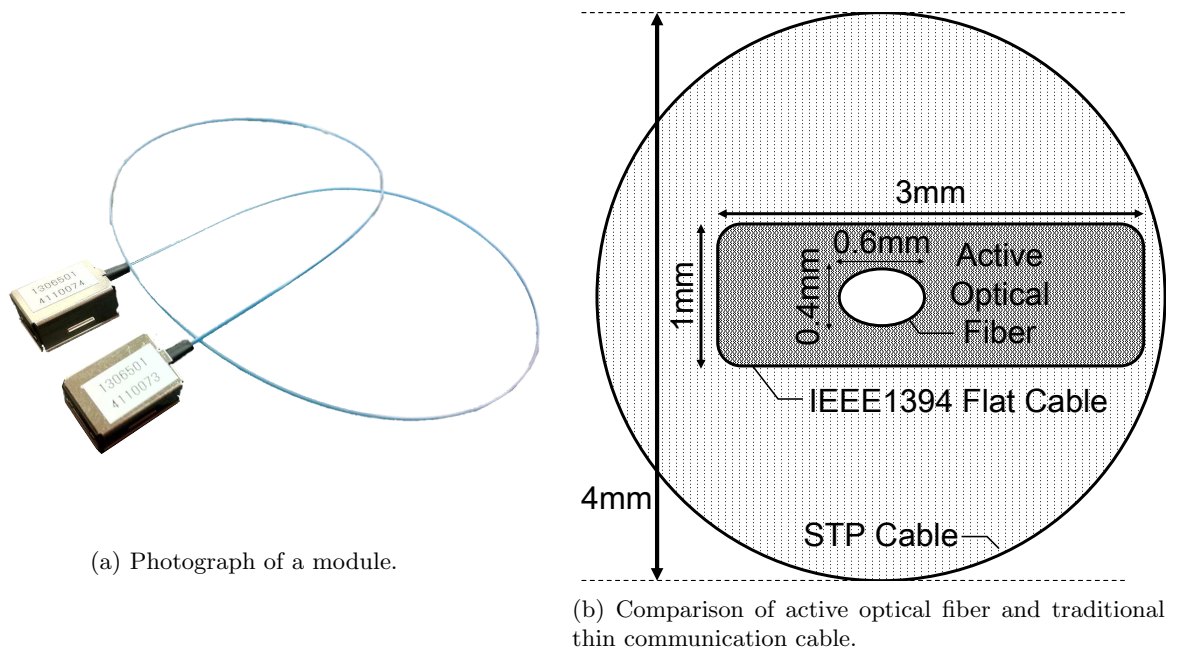 1306501
4110074
1306501
4110073
(a) Photograph of a module.
3mm
0.6mm
Active
Optical
Fiber
0.4mm
1mm
IEEE1394 Flat Cable
4mm
STP Cable
(b) Comparison of active optical fiber and traditional
thin communication cable.